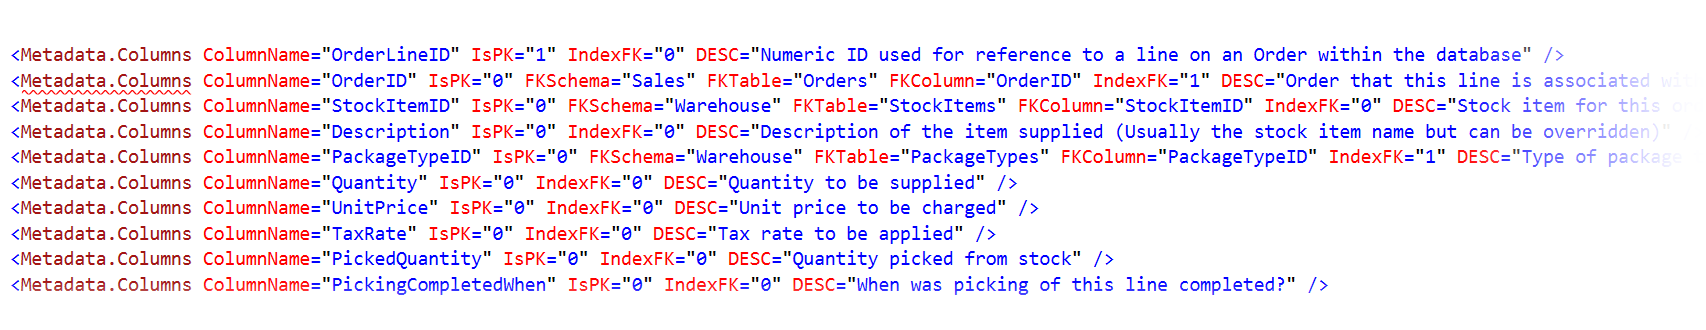 <Metadata.Columns ColumnName="OrderLineID" IsPK="1" IndexFK="0" DESC="Numeric ID used for reference to a line on an Order within the database" />
<Metadata.Columns ColumnName="OrderID" IsPK="0" FKSchema="Sales" FKTable="Orders" FKColumn="OrderID" IndexFK="1" DESC="Order that this line is associated
<Metadata.Columns ColumnName="StockItemID" IsPK="0" FKSchema="Warehouse" FKTable="StockItems" FKColumn="StockItemID" IndexFK="0" DESC="Stock item for this
<Metadata.Columns ColumnName="Description" IsPK="0" IndexFK="0" DESC="Description of the item supplied (Usually the stock item name but can be overridden)" /
<Metadata.Columns ColumnName="PackageTypeID" IsPK="0" FKSchema="Warehouse" FKTable="PackageTypes" FKColumn="PackageTypeID" IndexFK="1" DESC="Type of package
<Metadata.Columns ColumnName="Quantity" IsPK="0" IndexFK="0" DESC="Quantity to be supplied" />
<Metadata.Columns ColumnName="UnitPrice" IsPK="0" IndexFK="0" DESC="Unit price to be charged" />
<Metadata.Columns ColumnName="TaxRate" IsPK="0" IndexFK="0" DESC="Tax rate to be applied" />
<Metadata.Columns ColumnName="PickedQuantity" IsPK="0" IndexFK="0" DESC="Quantity picked from stock" />
<Metadata.Columns ColumnName="PickingCompletedWhen" IsPK="0" IndexFK="0" DESC="When was picking of this line completed?" />